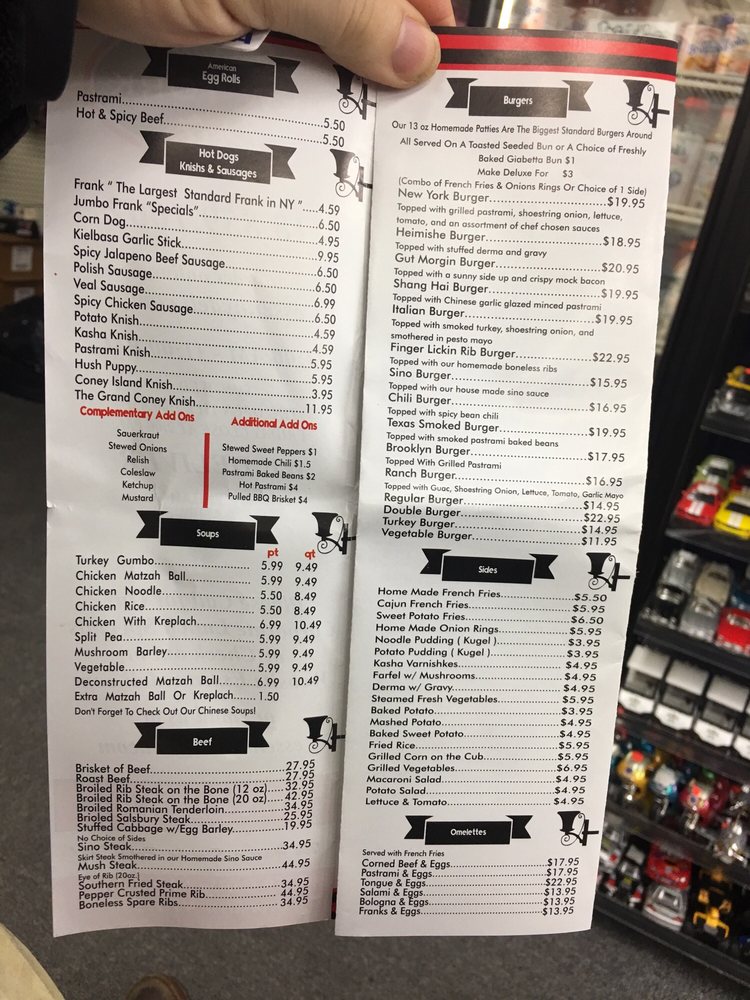 American
Egg Rolls
Pastrami.....5.50
Hot & Spicy Beef.....5.50
Hot Dogs
Knishs & Sausages
Frank " The Largest Standard Frank in NY ".....4.59
Jumbo Frank "Specials".....6.50
Corn Dog.....4.95
Kielbasa Garlic Stick.....9.95
Spicy Jalapeno Beef Sausage.....6.50
Polish Sausage.....6.50
Veal Sausage.....6.99
Spicy Chicken Sausage.....6.50
Potato Knish.....4.59
Kasha Knish.....4.59
Pastrami Knish.....5.95
Hush Puppy.....5.95
Coney Island Knish.....3.95
The Grand Coney Knish.....11.95
Complementary Add Ons
Sauerkraut
Stewed Onions
Relish
Coleslaw
Ketchup
Mustard
Additional Add Ons
Stewed Sweet Peppers $1
Homemade Chili $1.5
Pastrami Baked Beans $2
Hot Pastrami $4
Pulled BBQ Brisket $4
Soups
pt qt
Turkey Gumbo.....5.99 9.49
Chicken Matzah Ball.....5.99 9.49
Chicken Noodle.....5.50 8.49
Chicken Rice.....5.50 8.49
Chicken With Kreplach.....6.99 10.49
Split Pea.....5.99 9.49
Mushroom Barley.....5.99 9.49
Vegetable.....5.99 9.49
Deconstructed Matzah Ball.....6.99 10.49
Extra Matzah Ball Or Kreplach.....1.50
Don't Forget To Check Out Our Chinese Soups!
Beef
Brisket of Beef.....27.95
Roast Beef.....27.95
Broiled Rib Steak on the Bone (12 oz).....32.95
Broiled Rib Steak on the Bone (20 oz).....42.95
Broiled Romanian Tenderloin.....34.95
Brioled Salsbury Steak.....25.95
Stuffed Cabbage w/Egg Barley.....19.95
No Choice of Sides
Sino Steak.....34.95
Skirt Steak Smothered in our Homemade Sino Sauce
Mush Steak.....44.95
Eye of Rib (20oz.)
Southern Fried Steak.....34.95
Pepper Crusted Prime Rib.....44.95
Boneless Spare Ribs.....34.95
Burgers
Our 13 oz Homemade Patties Are The Biggest Standard Burgers Around
All Served On A Toasted Seeded Bun or A Choice of Freshly
Baked Giabetta Bun $1
Make Deluxe For $3
(Combo of French Fries & Onions Rings Or Choice of 1 Side)
New York Burger.....$19.95
Topped with grilled pastrami, shoestring onion, lettuce,
tomato, and an assortment of chef chosen sauces
Heimishe Burger.....$18.95
Topped with stuffed derma and gravy
Gut Morgin Burger.....$20.95
Topped with a sunny side up and crispy mock bacon
Shang Hai Burger.....$19.95
Topped with Chinese garlic glazed minced pastrami
Italian Burger.....$19.95
Topped with smoked turkey, shoestring onion, and
smothered in pesto mayo
Finger Lickin Rib Burger.....$22.95
Topped with our homemade boneless ribs
Sino Burger.....$15.95
Topped with our house made sino sauce
Chili Burger.....$16.95
Topped with spicy bean chili
Texas Smoked Burger.....$19.95
Topped with smoked pastrami baked beans
Brooklyn Burger.....$17.95
Topped With Grilled Pastrami
Ranch Burger.....$16.95
Topped with Guac, Shoestring Onion, Lettuce, Tomato, Garlic Mayo
Regular Burger.....$14.95
Double Burger.....$22.95
Turkey Burger.....$14.95
Vegetable Burger.....$11.95
Sides
Home Made French Fries.....$5.50
Cajun French Fries.....$5.95
Sweet Potato Fries.....$6.50
Home Made Onion Rings.....$5.95
Noodle Pudding ( Kugel ).....$3.95
Potato Pudding ( Kugel ).....$3.95
Kasha Varnishkes.....$4.95
Farfel w/ Mushrooms.....$4.95
Derma w/ Gravy.....$4.95
Steamed Fresh Vegetables.....$5.95
Baked Potato.....$3.95
Mashed Potato.....$4.95
Baked Sweet Potato.....$4.95
Fried Rice.....$5.95
Grilled Corn on the Cub.....$5.95
Grilled Vegetables.....$6.95
Macaroni Salad.....$4.95
Potato Salad.....$4.95
Lettuce & Tomato.....$4.95
Omelettes
Served with French Fries
Corned Beef & Eggs.....$17.95
Pastrami & Eggs.....$17.95
Tongue & Eggs.....$22.95
Salami & Eggs.....$13.95
Bologna & Eggs.....$13.95
Franks & Eggs.....$13.95